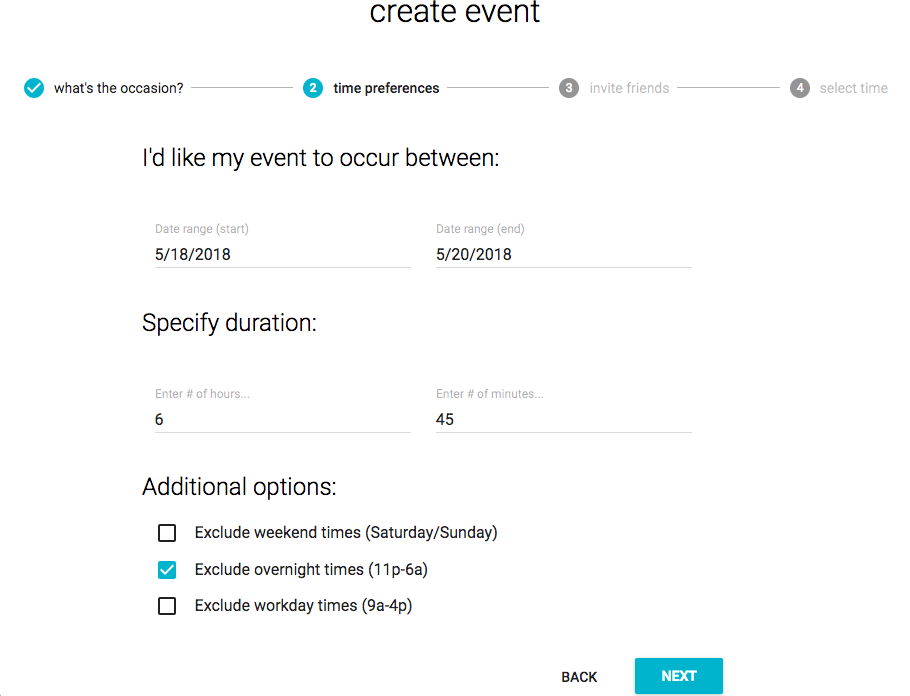 create event
what's the occasion? 2 time preferences 3 invite friends 4 select time
I'd like my event to occur between:
Date range (start) Date range (end)
5/18/2018 5/20/2018
Specify duration:
Enter # of hours... Enter # of minutes...
6 45
Additional options:
Exclude weekend times (Saturday/Sunday)
Exclude overnight times (11p-6a)
Exclude workday times (9a-4p)
BACK NEXT